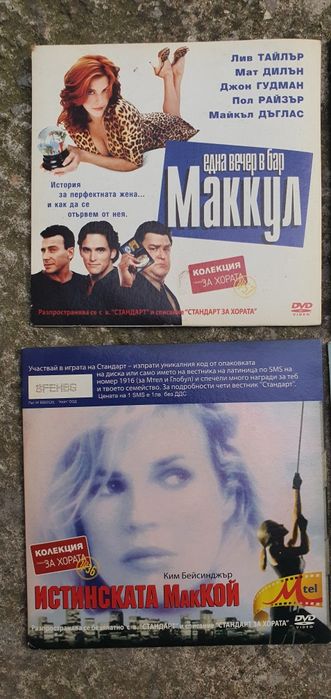 Лив ТАЙЛЪР
Мат ДИЛЪН
Джон ГУДМАН
Пол РАЙЗЪР
Майкъл ДЪГЛАС
една вечер в бар
Маккул
История
за перфектната жена...
и как да се
отървем от нея.
КОЛЕКЦИЯ
ЗА ХОРАТА
DVD
VIDEO
Разпространява се с в. "СТАНДАРТ" и списание "СТАНДАРТ ЗА ХОРАТА"
Участвай в играта на Стандарт – изпрати уникалния код от опаковката
на диска или само името на вестника на латиница по SMS на
номер 1916 (за Мтел и Глобул) и спечели много награди за теб
и твоето семейство. За подробности чети вестник "Стандарт".
Цената на 1 SMS е 1лв. без ДДС
КОЛЕКЦИЯ
ЗА ХОРАТА
Ким Бейсинджър
ИСТИНСКАТА МАККОЙ
M tel
DVD
VIDEO
Разпространява се безплатно с в. "СТАНДАРТ" и списание "СТАНДАРТ ЗА ХОРАТА"